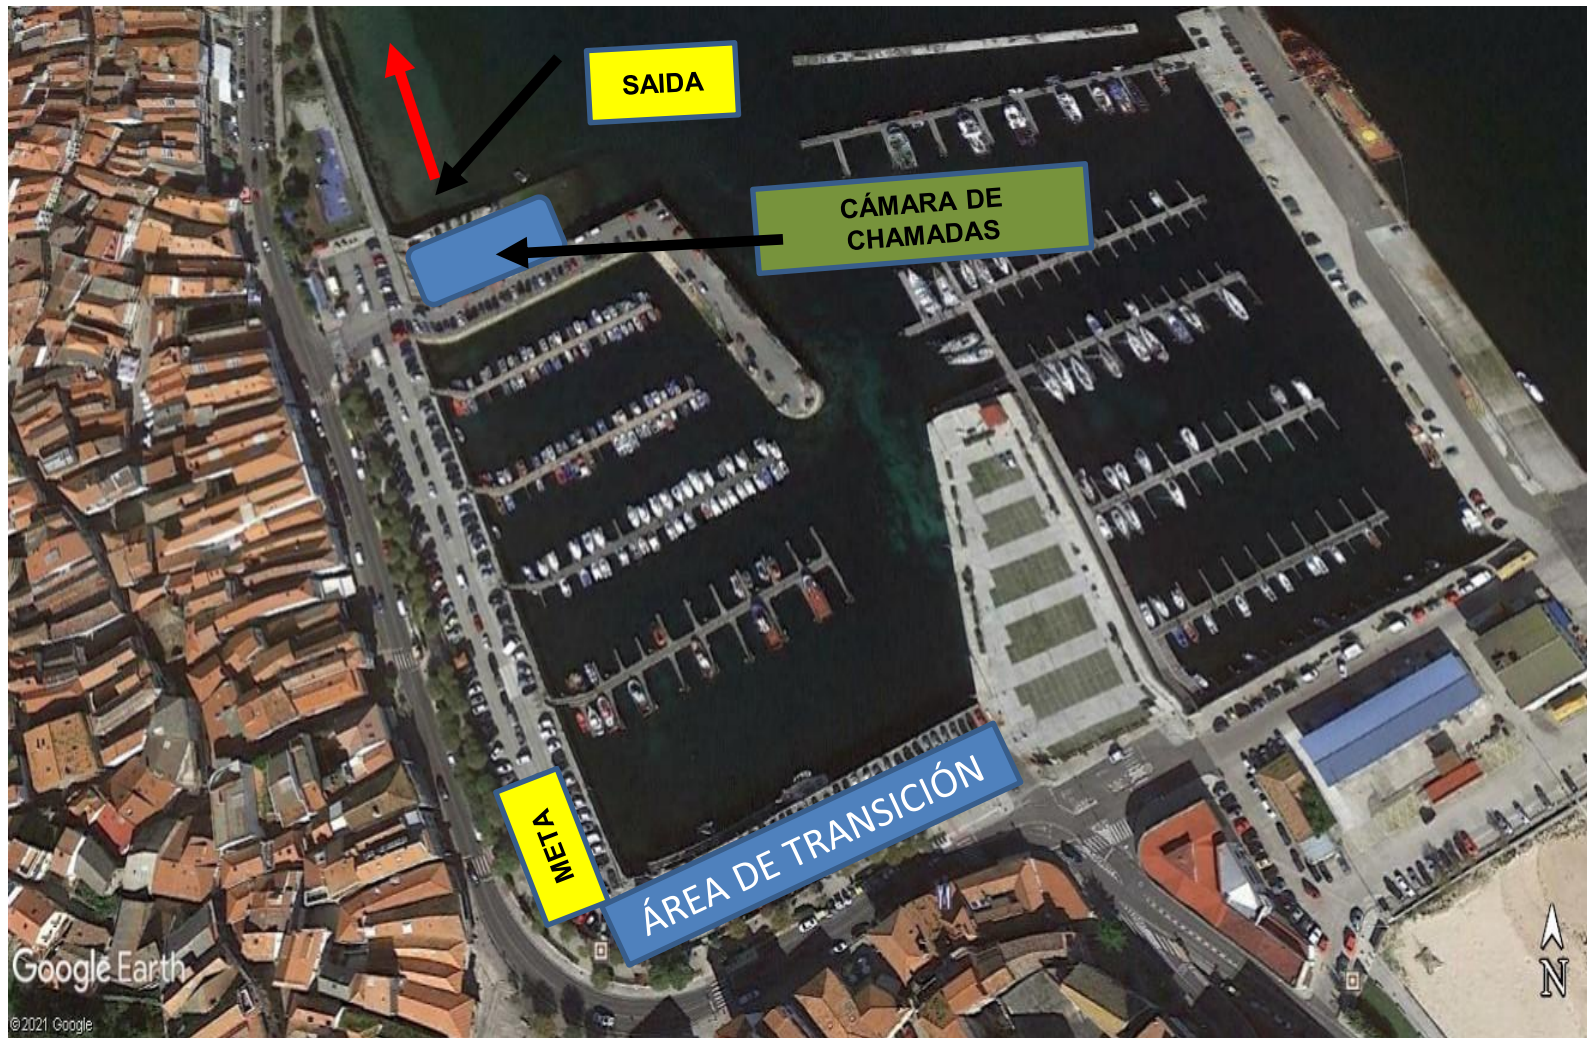 SAIDA
CÁMARA DE
CHAMADAS
META
ÁREA DE TRANSICIÓN
Google Earth
©2021 Google
N